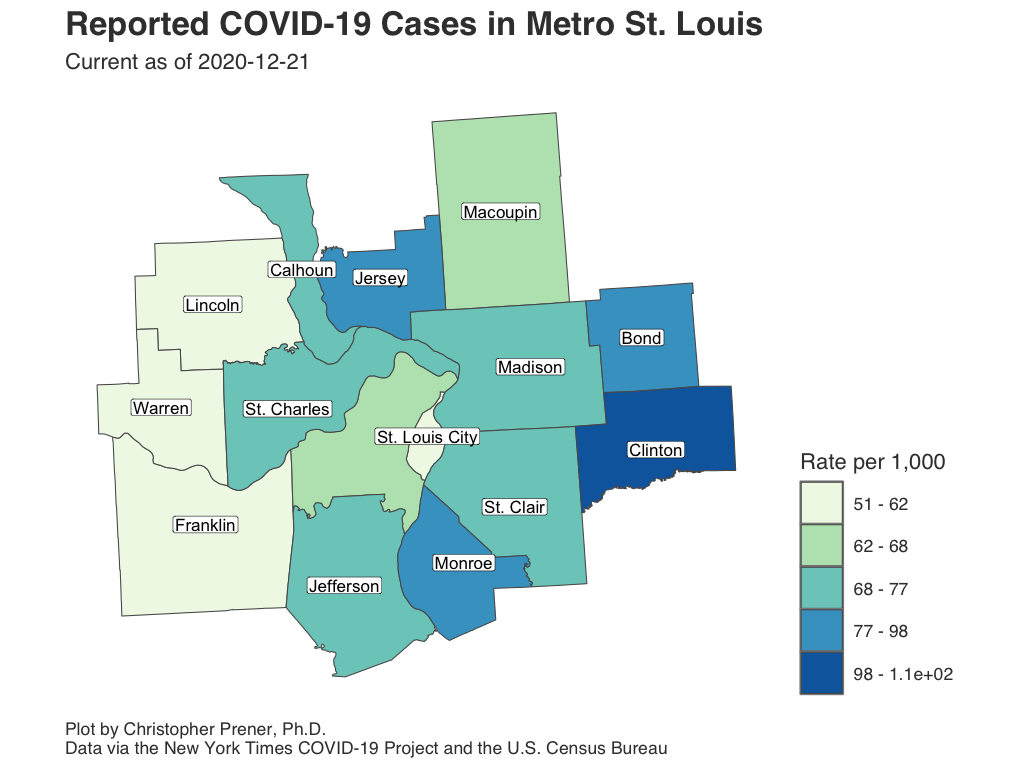 Reported COVID-19 Cases in Metro St. Louis
Current as of 2020-12-21
Macoupin
Calhoun
Jersey
Lincoln
Bond
Madison
Warren
St. Charles
St. Louis City
Clinton
Franklin
St. Clair
Monroe
Jefferson
Rate per 1,000
51 - 62
62 - 68
68 - 77
77 - 98
98 - 1.1e+02
Plot by Christopher Prener, Ph.D.
Data via the New York Times COVID-19 Project and the U.S. Census Bureau